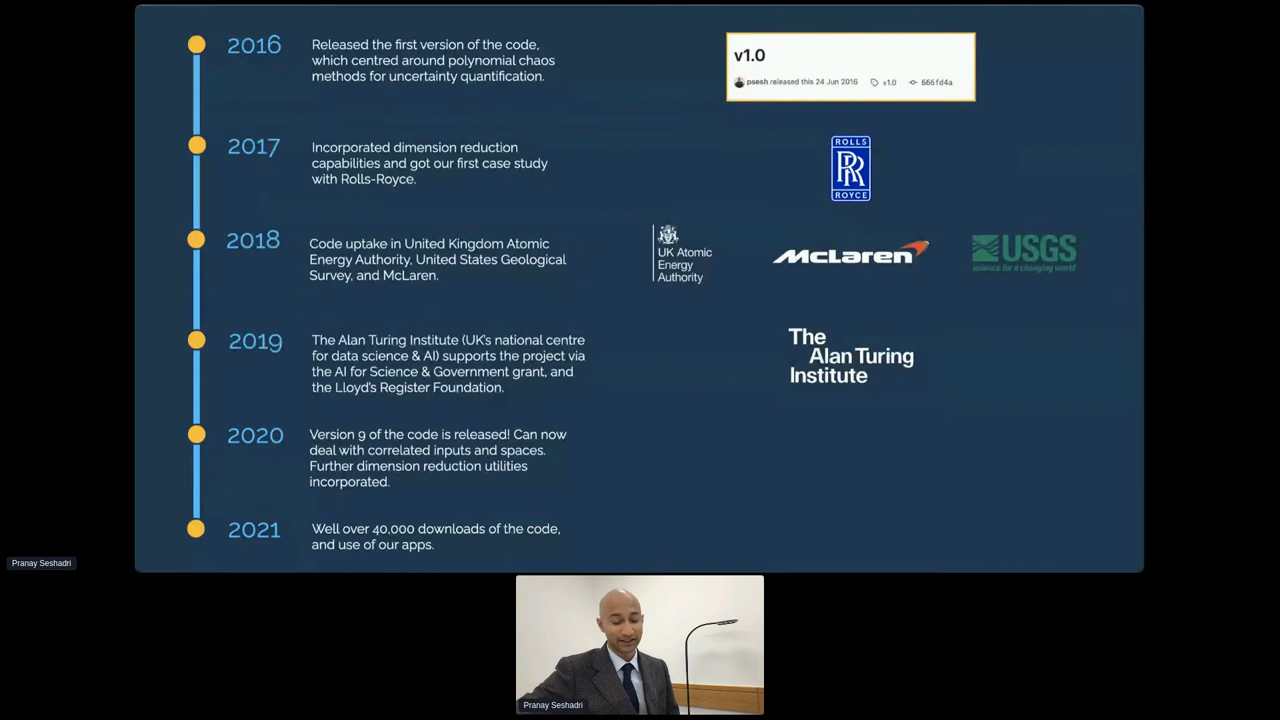 2016
Released the first version of the code,
which centred around polynomial chaos
methods for uncertainty quantification.
v1.0
psesh released this 24 Jun 2016 v1.0 666fd4a
2017
Incorporated dimension reduction
capabilities and got our first case study
with Rolls-Royce.
ROLLS
RR
ROYCE
2018
Code uptake in United Kingdom Atomic
Energy Authority, United States Geological
Survey, and McLaren.
UK Atomic
Energy
Authority
McLaren
USGS
science for a changing world
2019
The Alan Turing Institute (UK's national centre
for data science & AI) supports the project via
the AI for Science & Government grant, and
the Lloyd's Register Foundation.
The
Alan Turing
Institute
2020
Version 9 of the code is released! Can now
deal with correlated inputs and spaces.
Further dimension reduction utilities
incorporated.
2021
Well over 40,000 downloads of the code,
and use of our apps.
Pranay Seshadri
Pranay Seshadri